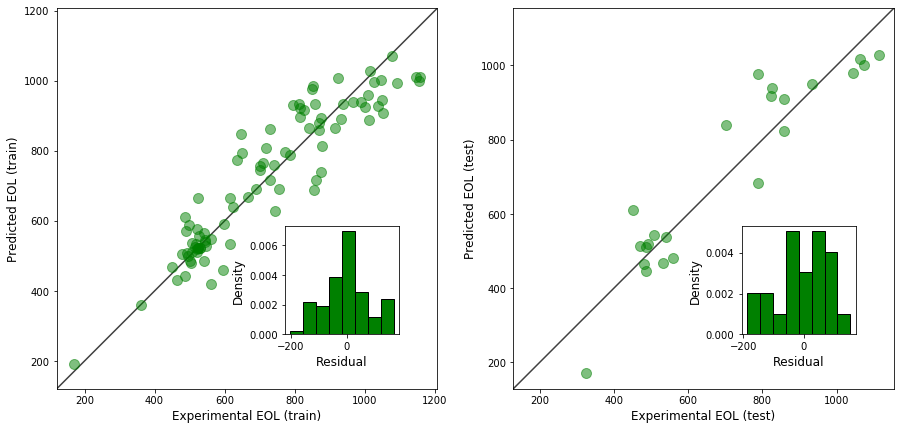 1200
1000
800
600
400
200
Predicted EOL (train)
0.006
0.004
0.002
0.000
Density
−200 0
Residual
200 400 600 800 1000 1200
Experimental EOL (train)
1000
800
600
400
200
Predicted EOL (test)
0.004
0.002
0.000
Density
−200 0
Residual
200 400 600 800 1000
Experimental EOL (test)